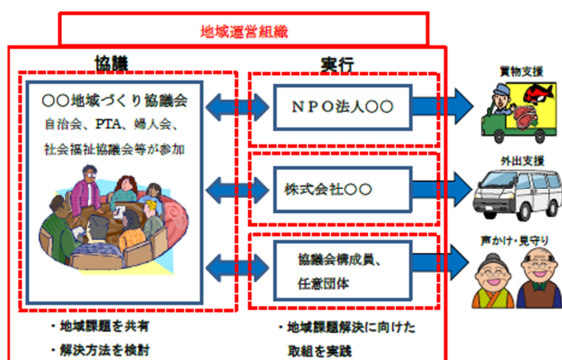 地域運営組織
協議
○○地域づくり協議会
自治会、PTA、婦人会、
社会福祉協議会等が参加
・地域課題を共有
・解決方法を検討
実行
ＮＰＯ法人○○
株式会社○○
協議会構成員、
任意団体
・地域課題解決に向けた
取組を実践
買物支援
外出支援
声かけ・見守り